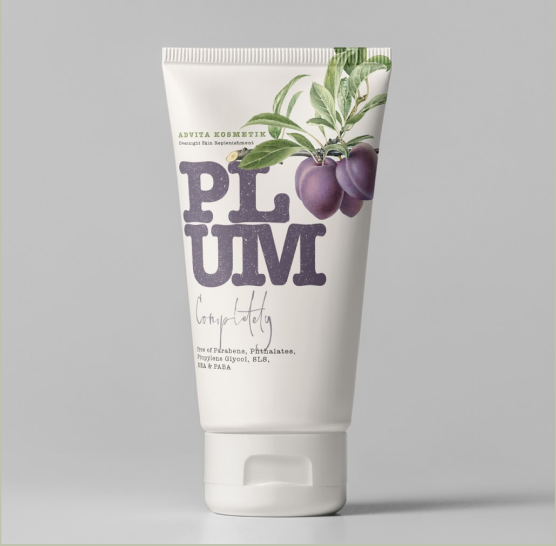 ADVITA KOSMETIK
Overnight Skin Replenishment
PL
UM
Completely
Free of Parabens, Phthalates,
Propylene Glycol, SLS,
DEA & PABA